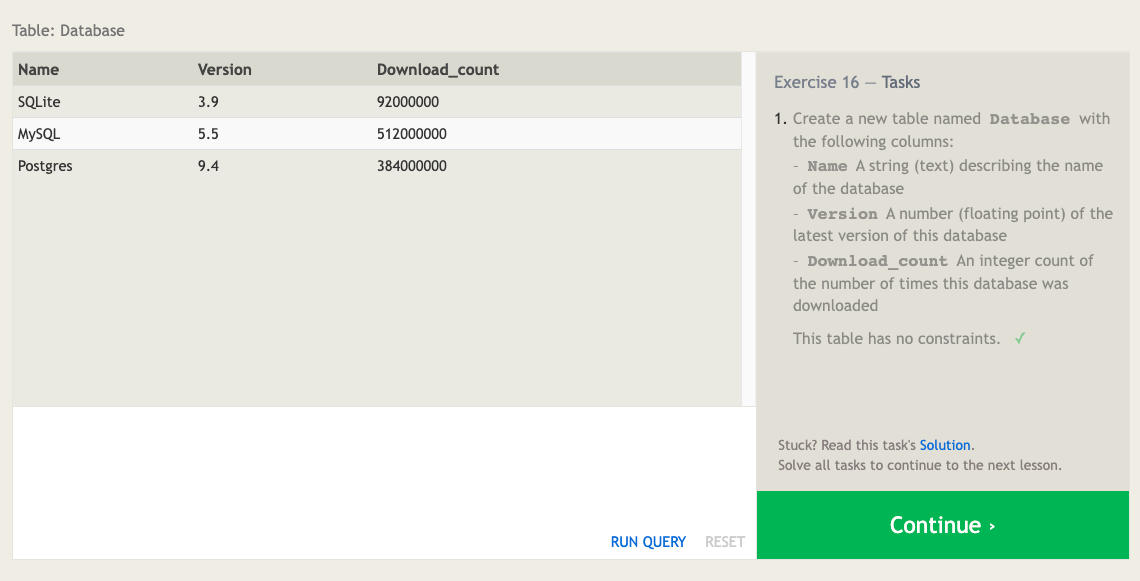 Table: Database
Name Version Download_count
SQLite 3.9 92000000
MySQL 5.5 512000000
Postgres 9.4 384000000
RUN QUERY RESET
Exercise 16 — Tasks
1. Create a new table named Database with
the following columns:
- Name A string (text) describing the name
of the database
- Version A number (floating point) of the
latest version of this database
- Download_count An integer count of
the number of times this database was
downloaded
This table has no constraints. ✓
Stuck? Read this task's Solution.
Solve all tasks to continue to the next lesson.
Continue ›